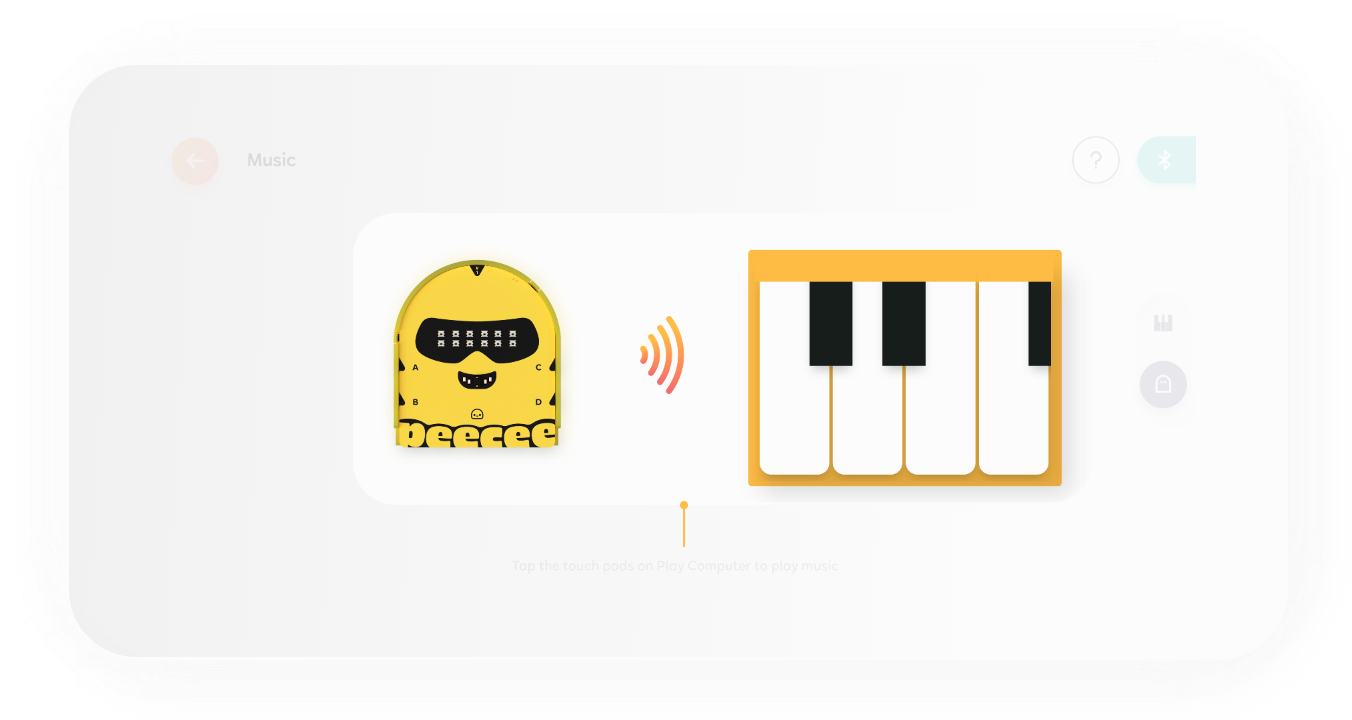 Music
?
A C
B D
peecee
Tap the touch pods on Play Computer to play music